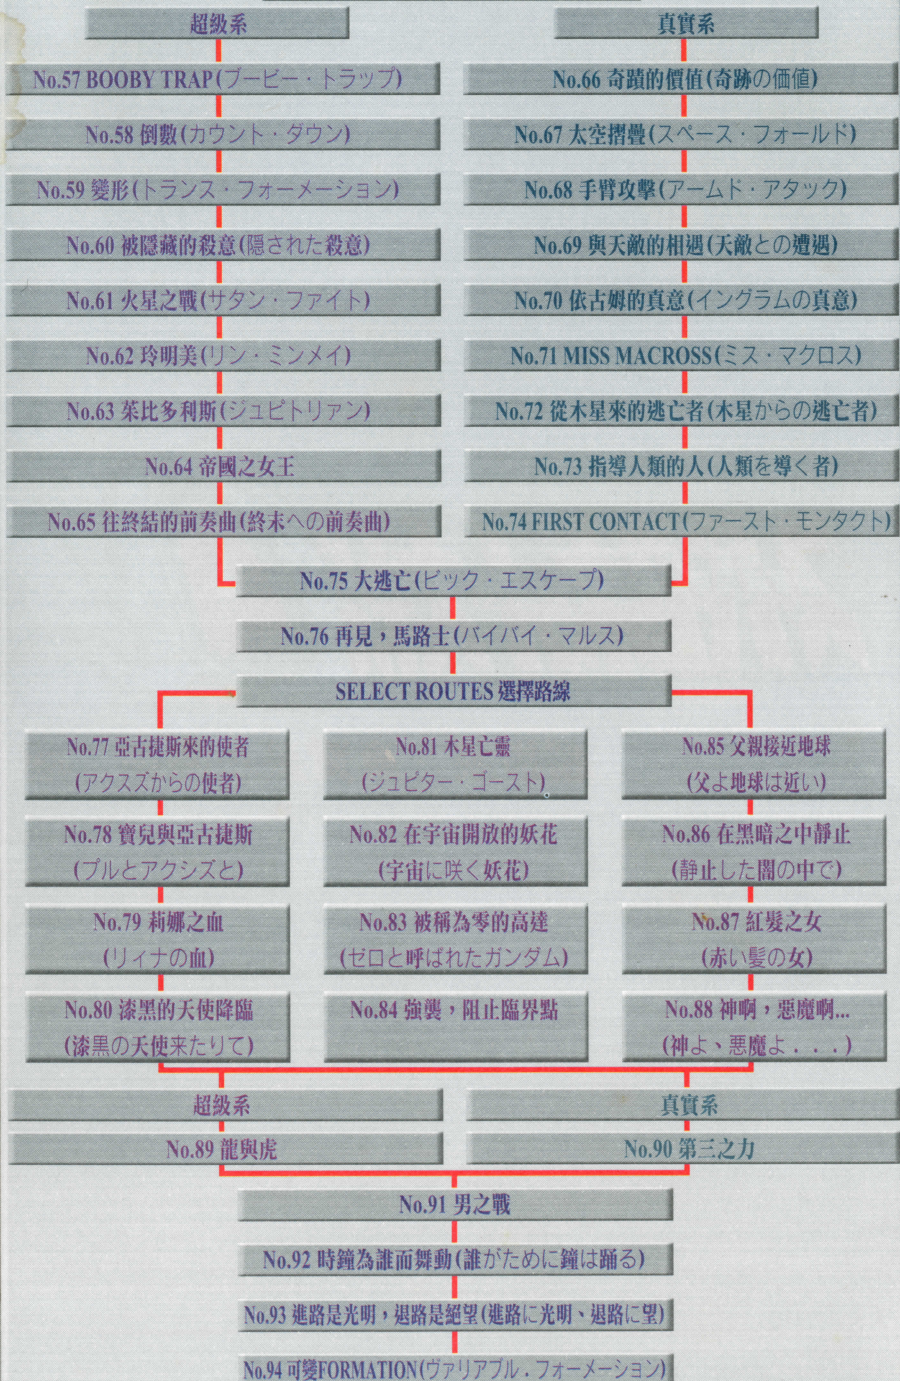 超級系
No.57 BOOBY TRAP(ブービー・トラップ)
No.58 倒數(カウント・ダウン)
No.59 變形(トランス・フォーメーション)
No.60 被隱藏的殺意(隠された殺意)
No.61 火星之戰(サタン・ファイト)
No.62 玲明美(リン・ミンメイ)
No.63 茱比多利斯(ジュピトリァン)
No.64 帝國之女王
No.65 往終結的前奏曲(終末への前奏曲)
真實系
No.66 奇蹟的價值(奇跡の価値)
No.67 太空摺疊(スペース・フォールド)
No.68 手臂攻擊(アームド・アタック)
No.69 與天敵的相遇(天敵との遭遇)
No.70 依古姆的真意(イングラムの真意)
No.71 MISS MACROSS(ミス・マクロス)
No.72 從木星來的逃亡者(木星からの逃亡者)
No.73 指導人類的人(人類を導く者)
No.74 FIRST CONTACT(ファースト・モンタクト)
No.75 大逃亡(ビック・エスケープ)
No.76 再見，馬路士(バイバイ・マルス)
SELECT ROUTES 選擇路線
No.77 亞古捷斯來的使者
(アクスズからの使者)
No.78 寶兒與亞古捷斯
(プルとアクシズと)
No.79 莉娜之血
(リィナの血)
No.80 漆黑的天使降臨
(漆黒の天使来たりて)
No.81 木星亡靈
(ジュピター・ゴースト)
No.82 在宇宙開放的妖花
(宇宙に咲く妖花)
No.83 被稱為零的高達
(ゼロと呼ばれたガンダム)
No.84 強襲，阻止臨界點
No.85 父親接近地球
(父よ地球は近い)
No.86 在黑暗之中靜止
(静止した闇の中で)
No.87 紅髮之女
(赤い髪の女)
No.88 神啊，惡魔啊...
(神よ、悪魔よ．．．)
超級系
No.89 龍與虎
真實系
No.90 第三之力
No.91 男之戰
No.92 時鐘為誰而舞動(誰がために鐘は踊る)
No.93 進路是光明，退路是絕望(進路に光明、退路に望)
No.94 可變FORMATION(ヴァリアブル．フォーメーション)